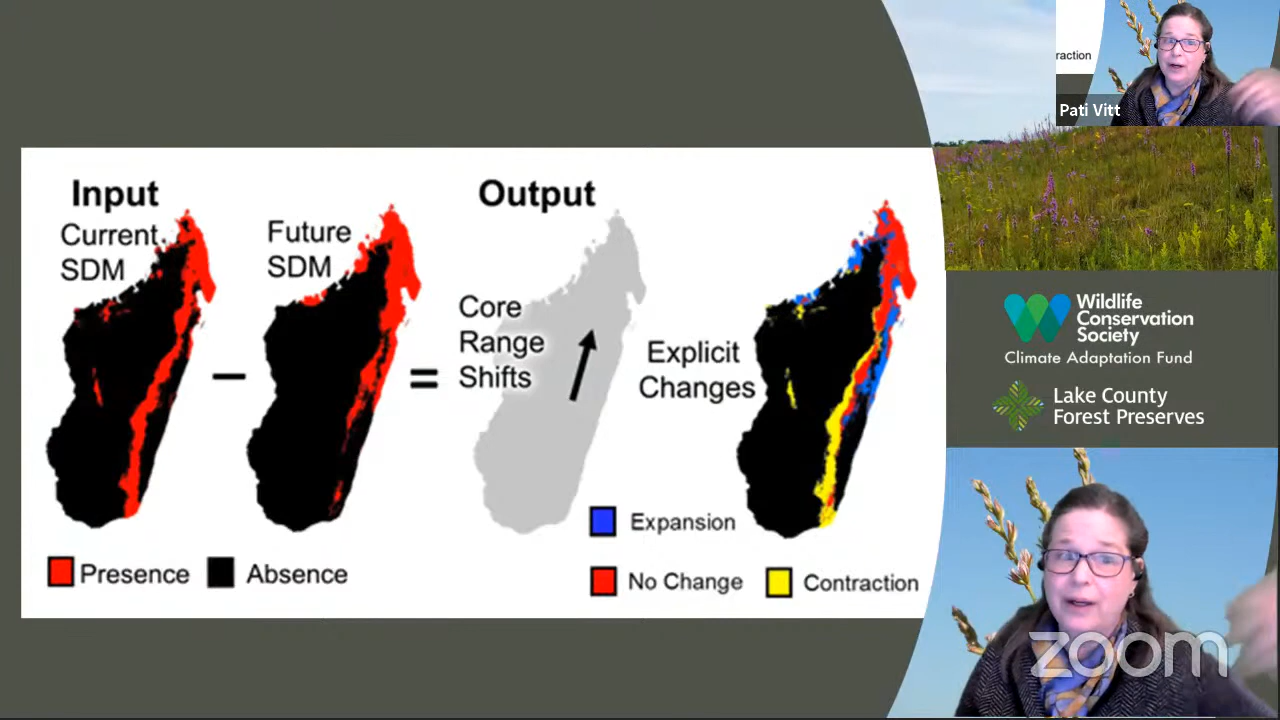 Input
Current
SDM
Future
SDM
Output
Core
Range
Shifts
Explicit
Changes
Expansion
No Change
Contraction
Presence
Absence
raction
Pati Vitt
Wildlife
Conservation
Society
Climate Adaptation Fund
Lake County
Forest Preserves
zoom